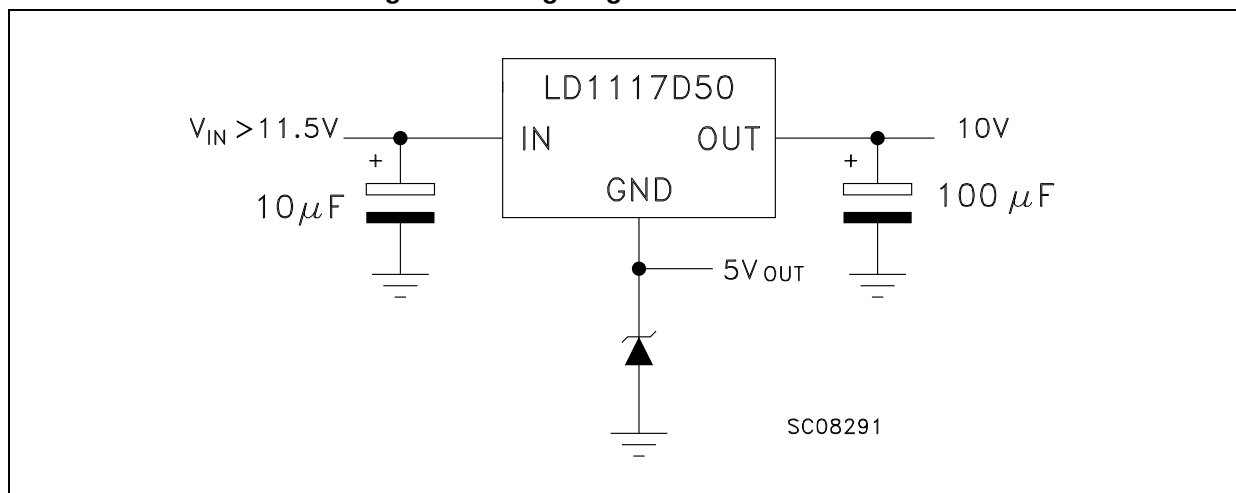 LD1117D50
V_IN >11.5V
IN
OUT
10V
+
+
GND
10μF
100 μF
5V_OUT
SC08291